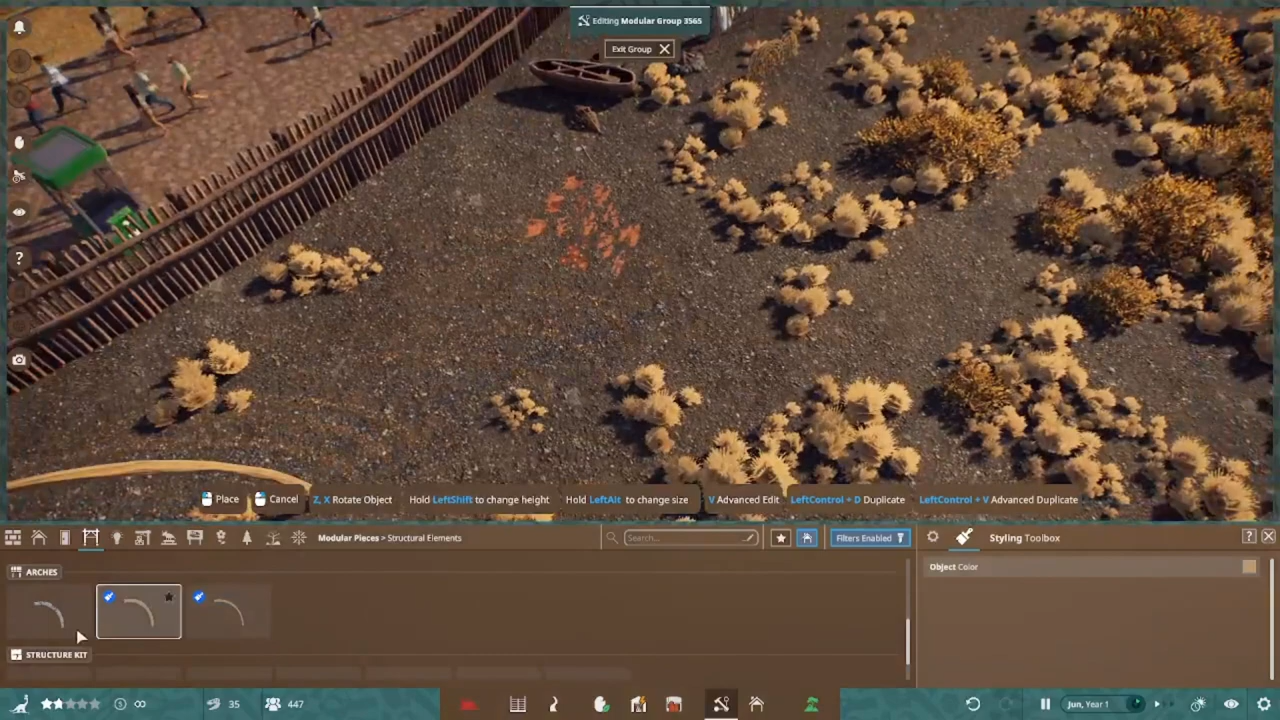 Editing Modular Group 3565
Exit Group
?
Place
Cancel
Z, X Rotate Object
Hold LeftShift to change height
Hold LeftAlt to change size
V Advanced Edit
LeftControl + D Duplicate
LeftControl + V Advanced Duplicate
Modular Pieces > Structural Elements
Search...
Filters Enabled
Styling Toolbox
?
ARCHES
Object Color
STRUCTURE KIT
35
447
Jun, Year 1